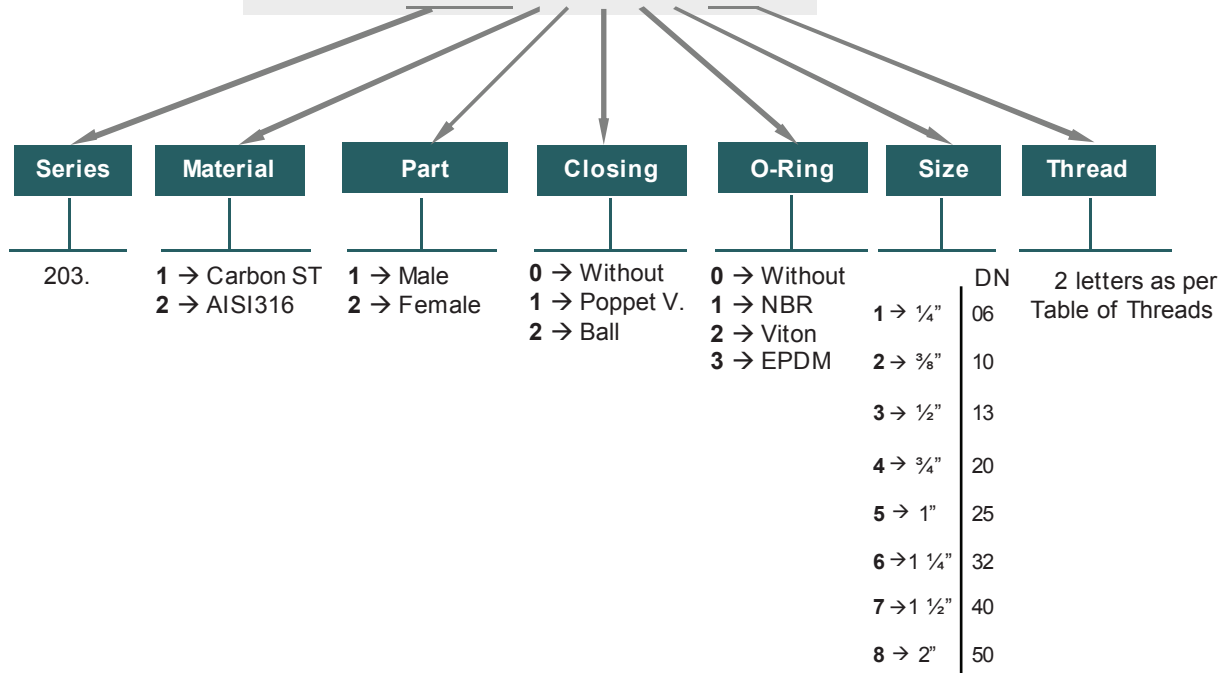 Series Material Part Closing O-Ring Size Thread
203.
1 → Carbon ST
2 → AISI316
1 → Male
2 → Female
0 → Without
1 → Poppet V.
2 → Ball
0 → Without
1 → NBR
2 → Viton
3 → EPDM
DN
1 → ¼” 06
2 → ⅜” 10
3 → ½” 13
4 → ¾” 20
5 → 1” 25
6 →1 ¼” 32
7 →1 ½” 40
8 → 2” 50
2 letters as per
Table of Threads